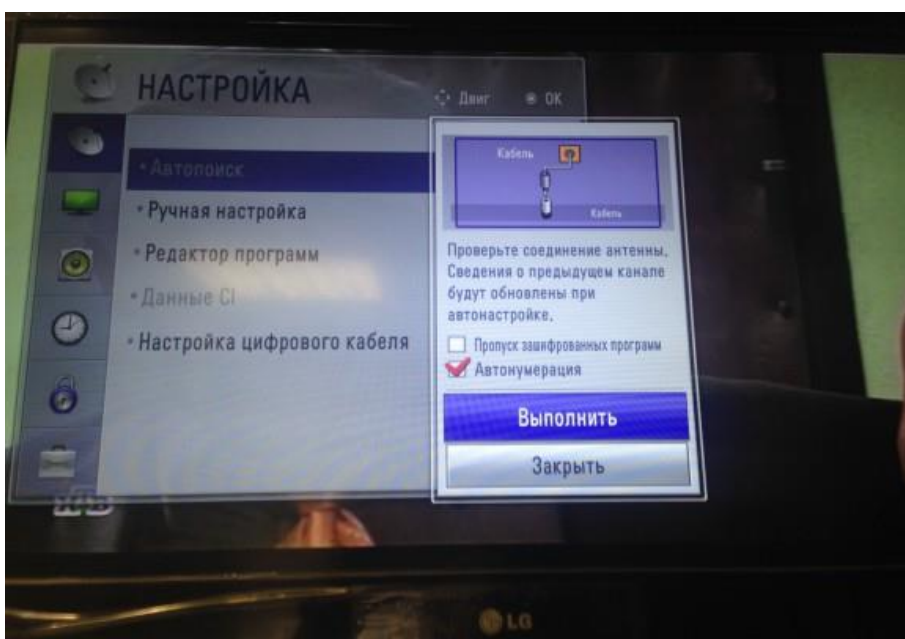 НАСТРОЙКА
Двиг ОК
Автопоиск
Ручная настройка
Редактор программ
Данные CI
Настройка цифрового кабеля
Кабель
Кабель
Проверьте соединение антенны.
Сведения о предыдущем канале
будут обновлены при
автонастройке.
Пропуск зашифрованных программ
Автонумерация
Выполнить
Закрыть
LG